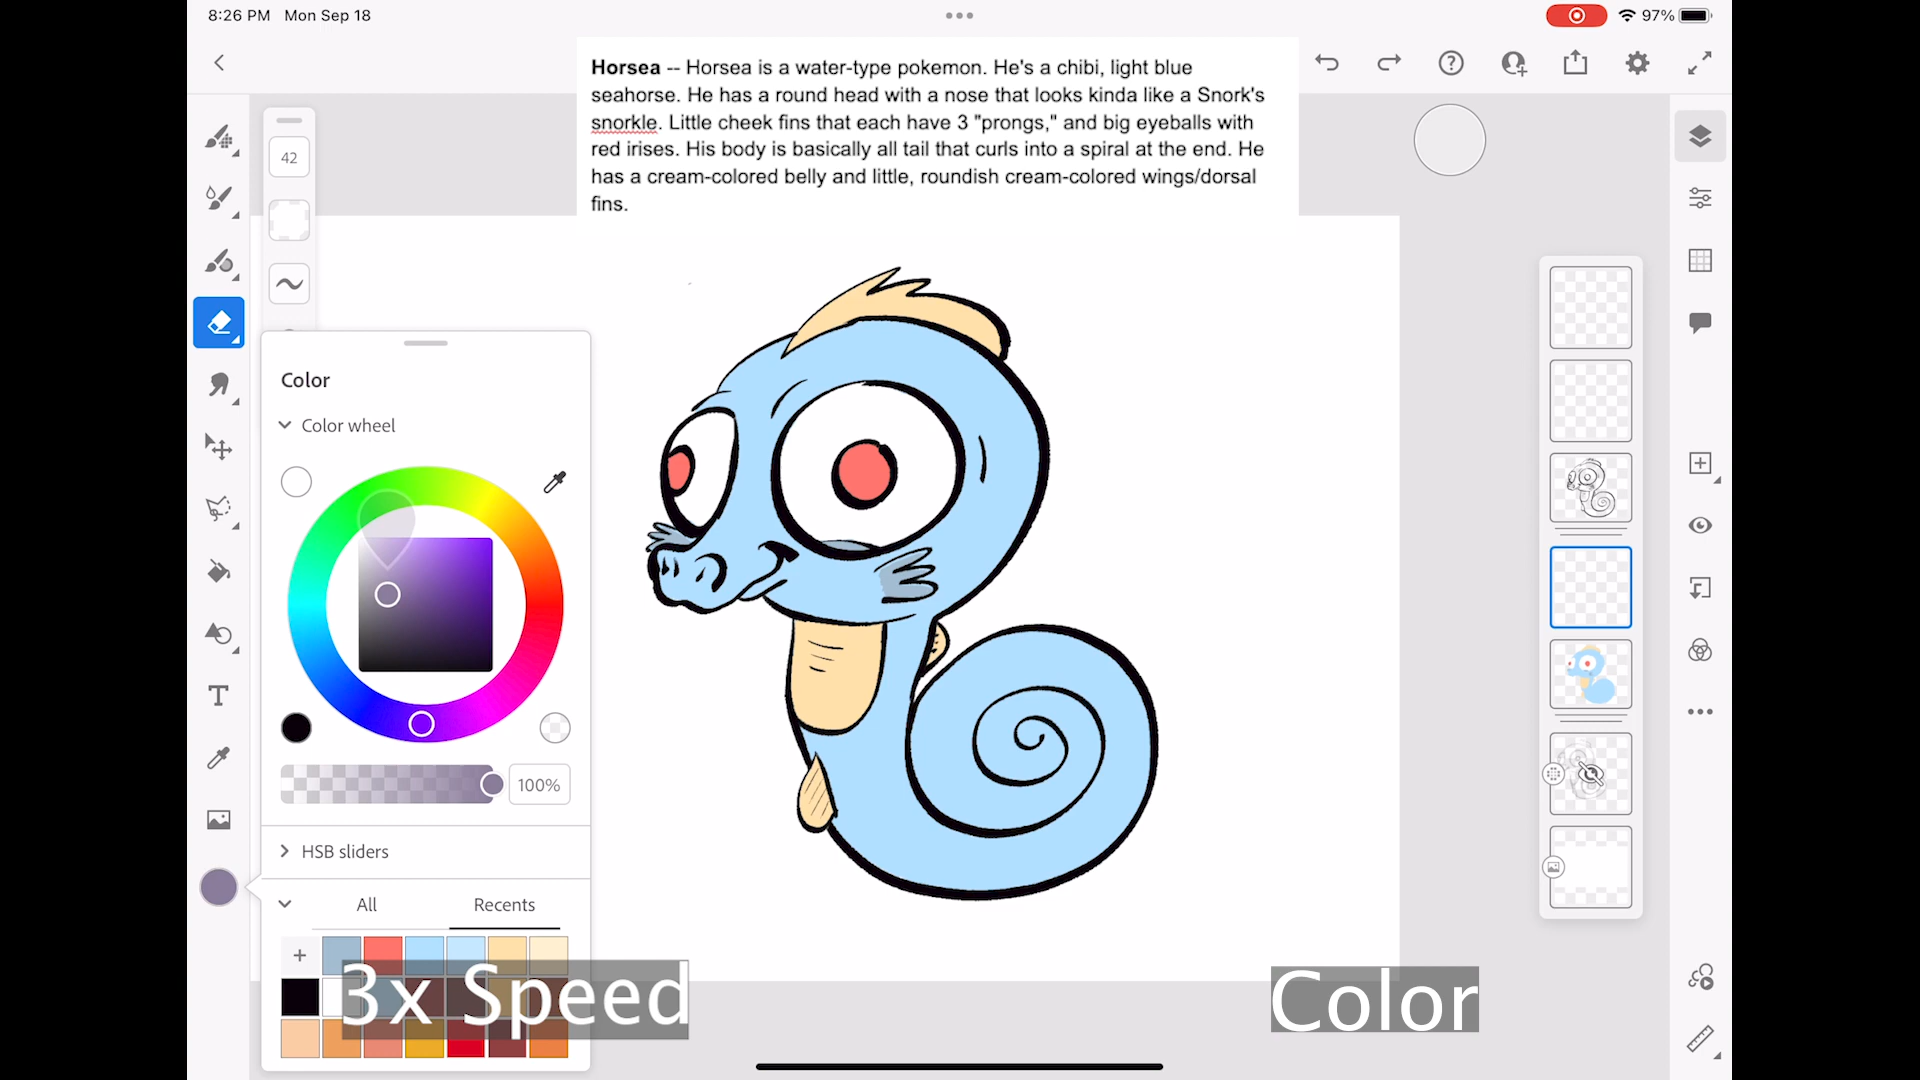 8:26 PM Mon Sep 18
97%
Horsea -- Horsea is a water-type pokemon. He's a chibi, light blue
seahorse. He has a round head with a nose that looks kinda like a Snork's
snorkle. Little cheek fins that each have 3 "prongs," and big eyeballs with
red irises. His body is basically all tail that curls into a spiral at the end. He
has a cream-colored belly and little, roundish cream-colored wings/dorsal
fins.
42
Color
Color wheel
100%
HSB sliders
All Recents
3x Speed
Color